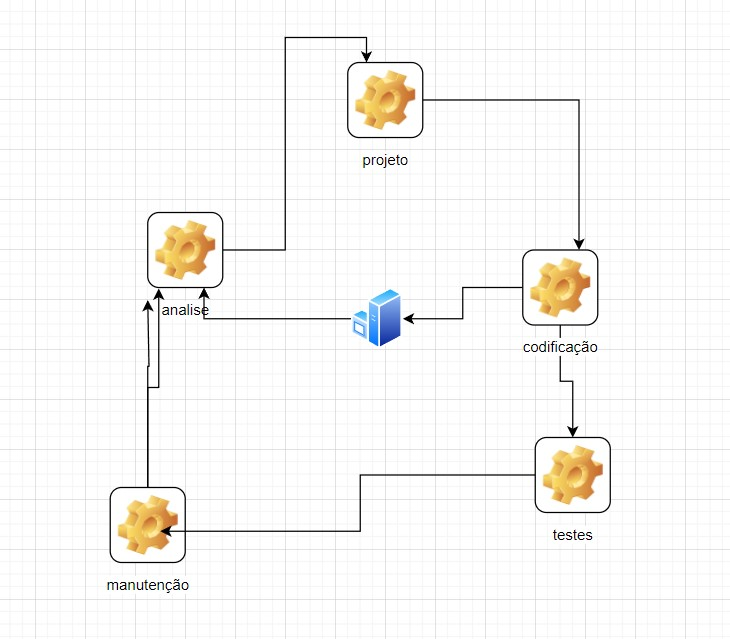 projeto
analise
codificação
testes
manutenção